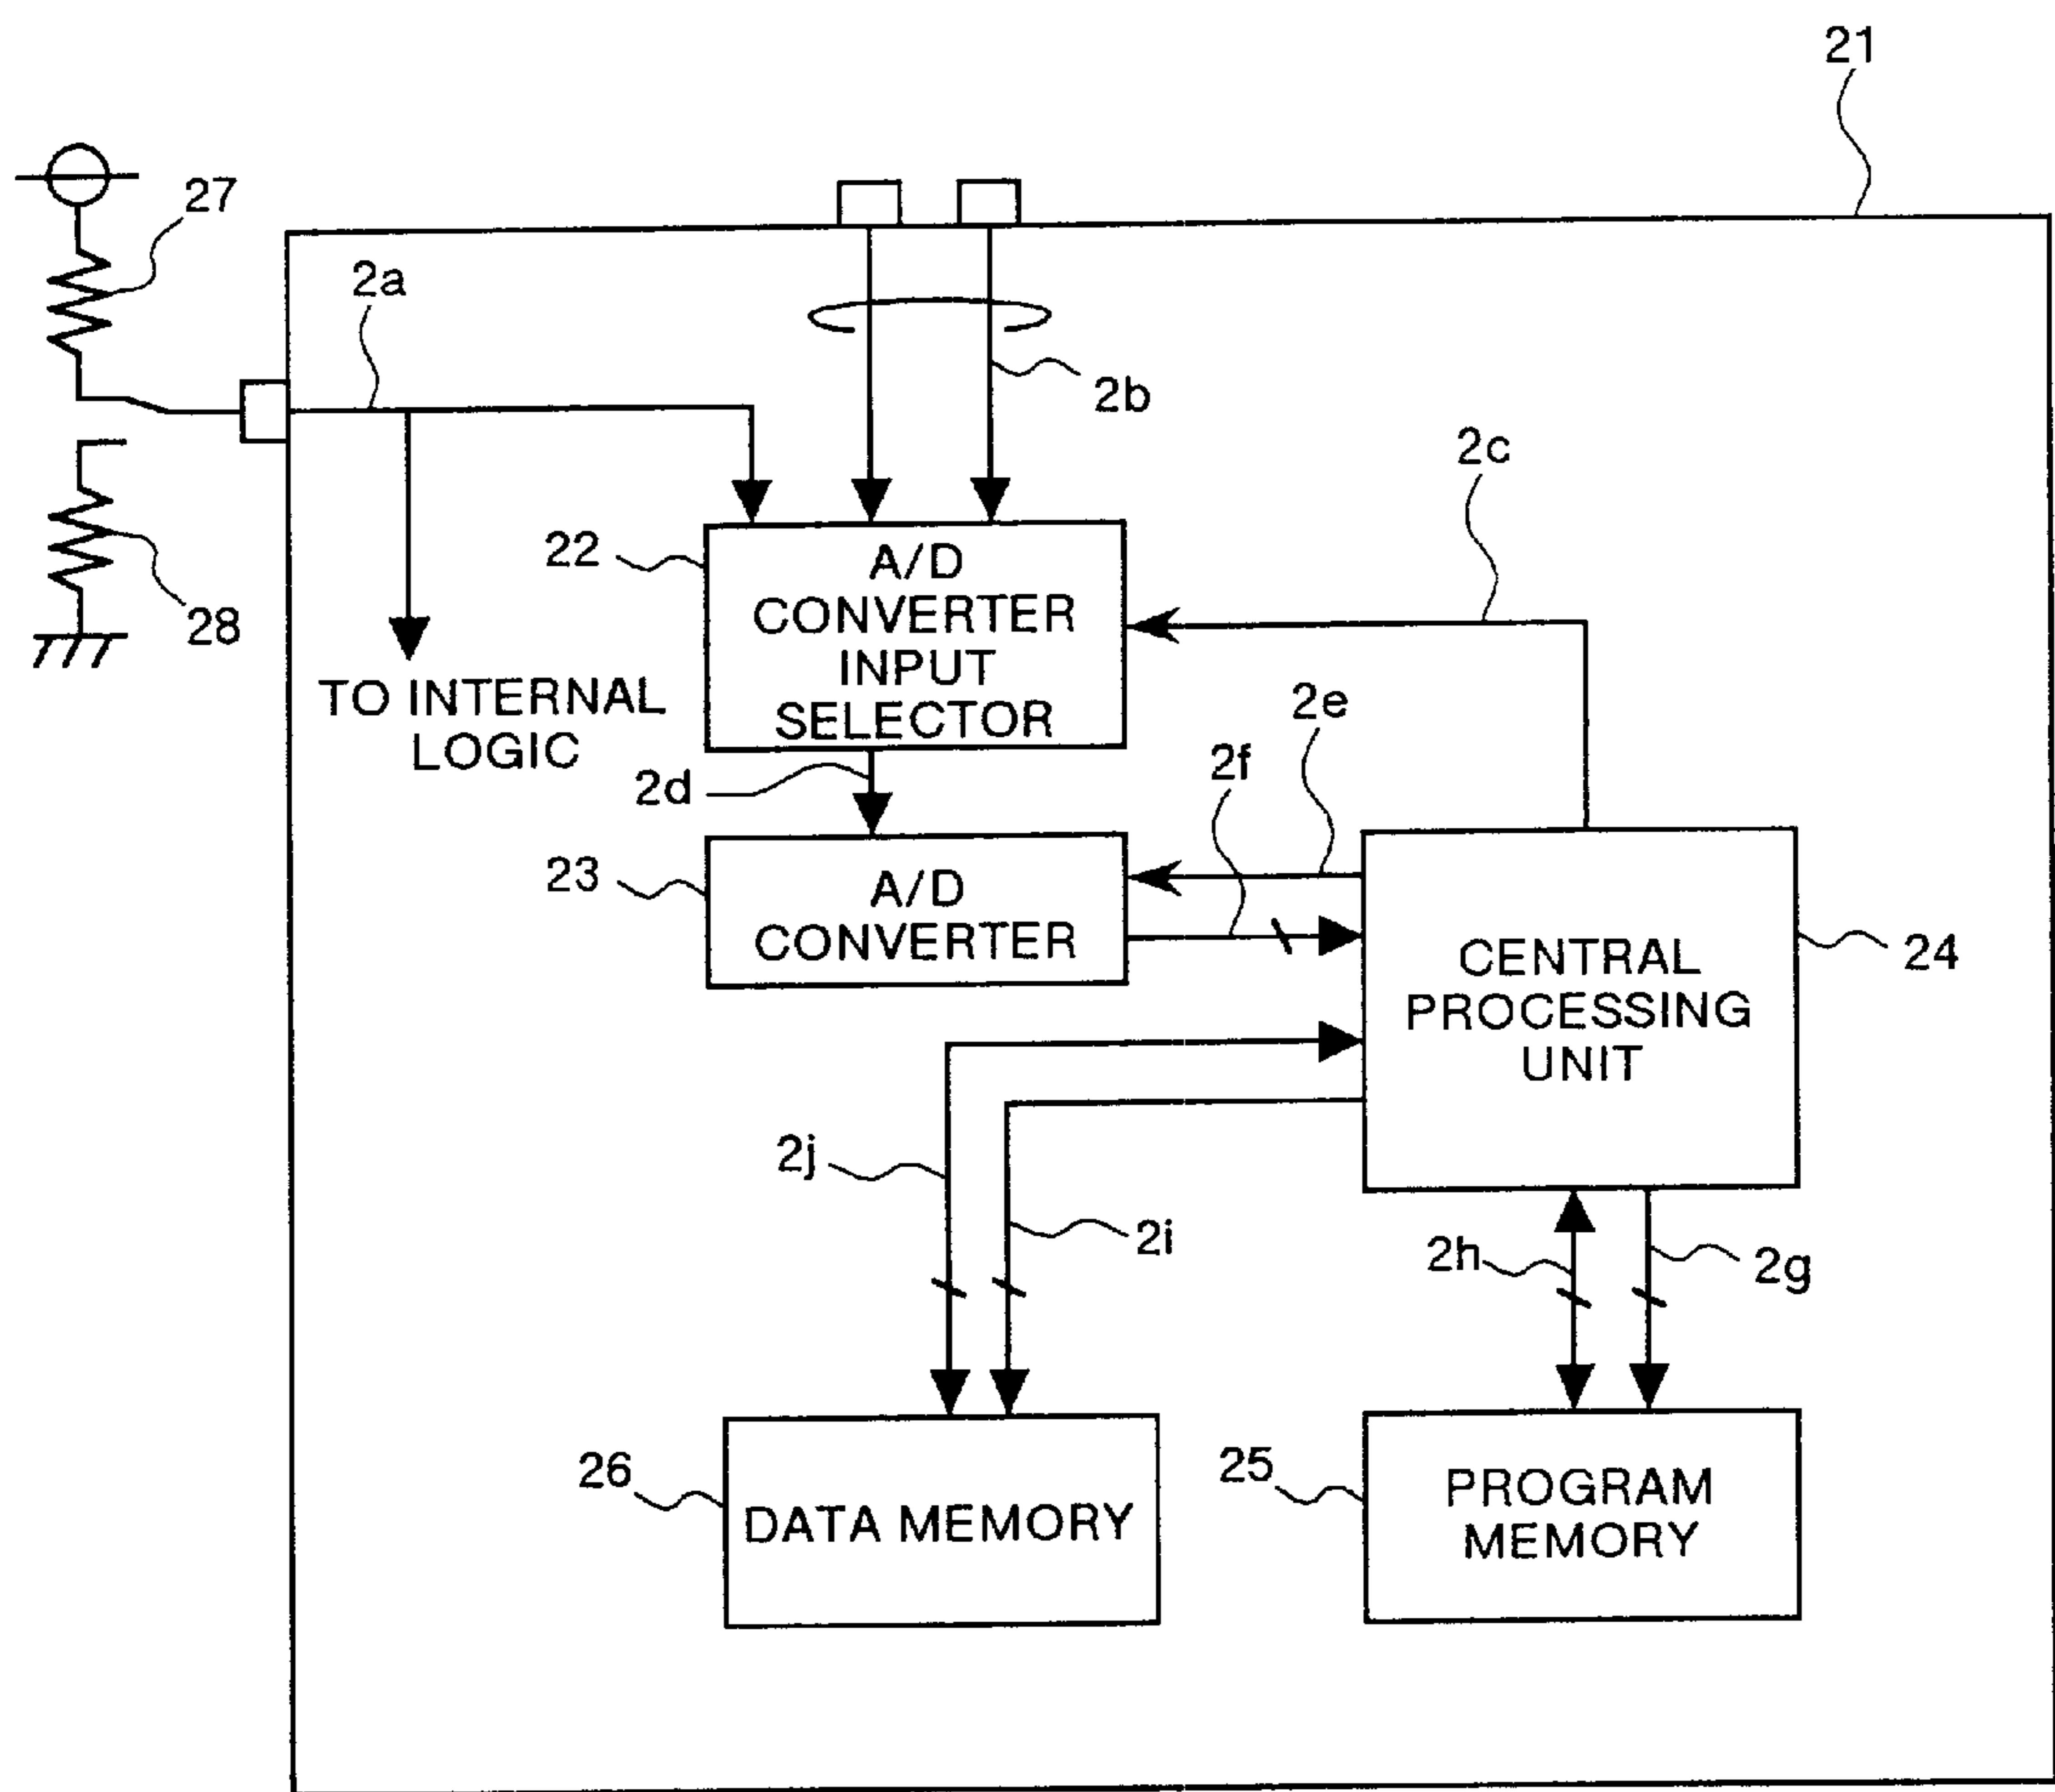 21
27
2a
2b
2c
22
A/D
CONVERTER
INPUT
SELECTOR
28
TO INTERNAL
LOGIC
2e
2f
2d
23
A/D
CONVERTER
CENTRAL
PROCESSING
UNIT
24
2j
2i
2h
2g
26
DATA MEMORY
25
PROGRAM
MEMORY